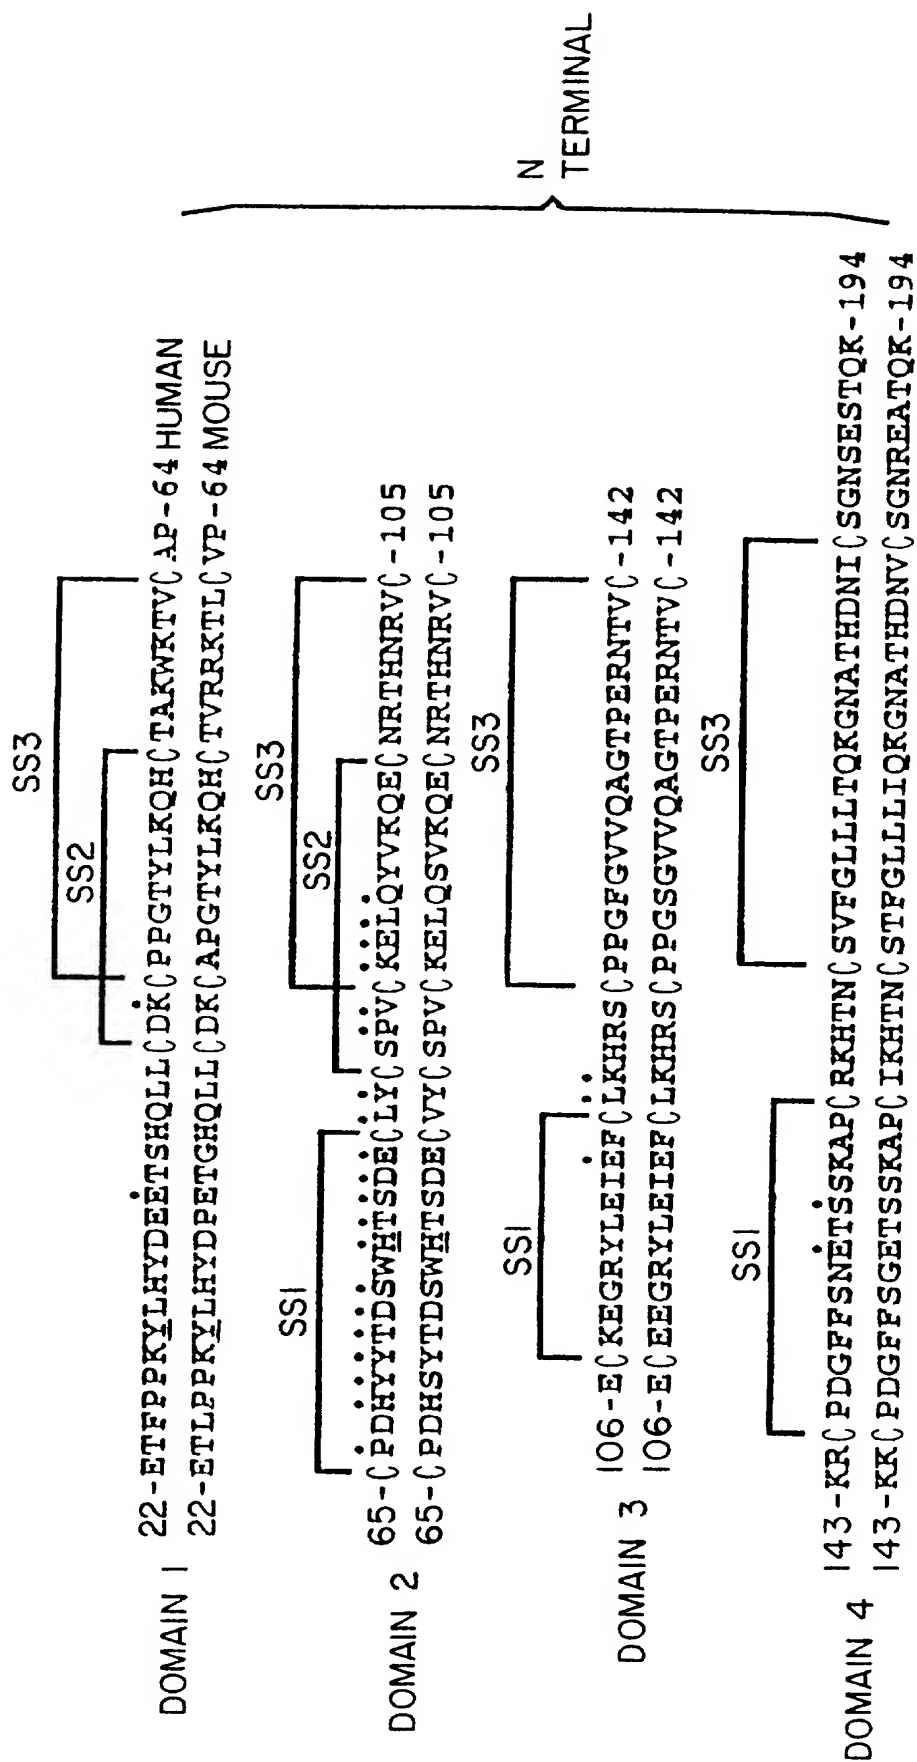 SS3
SS2
DOMAIN 1
22-ETFPPKYLHYDEETSHQLLCDKCPPGTYLKQHCTAKWKTVCAP-64 HUMAN
22-ETLPPKYLHYDPETGHQLLCDKCAPGTYLKQHCTVRRKTLCVP-64 MOUSE
SS3
SS1
SS2
DOMAIN 2
65-CPDHYYTDSWHTSDECLYCSPVCKELQYVKQECNRTHNRVC-105
65-CPDHSYTDSWHTSDECVYCSPVCKELQSVKQECNRTHNRVC-105
N
TERMINAL
SS1
SS3
DOMAIN 3
106-ECKEGRYLEIEFCLKHRSCPPGFGVVQAGTPERNTVC-142
106-ECEEGRYLEIEFCLKHRSCPPGSGVVQAGTPERNTVC-142
SS1
SS3
DOMAIN 4
143-KRCPDGFFSNETSSKAPCRKHTNCSVFGLLLTQKGNATHDNICSGNSESTQK-194
143-KKCPDGFFSGETSSKAPCIKHTNCSTFGLLLIQKGNATHDNVCSGNREATQK-194